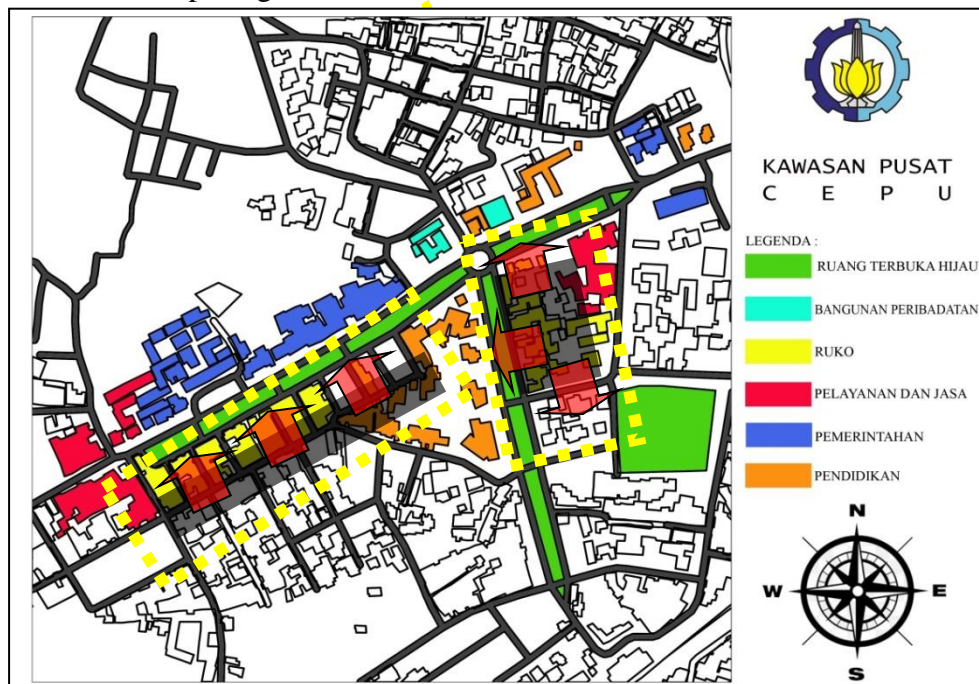 KAWASAN PUSAT
C E P U
LEGENDA :
RUANG TERBUKA HIJAU
BANGUNAN PERIBADATAN
RUKO
PELAYANAN DAN JASA
PEMERINTAHAN
PENDIDIKAN
N
W E
S